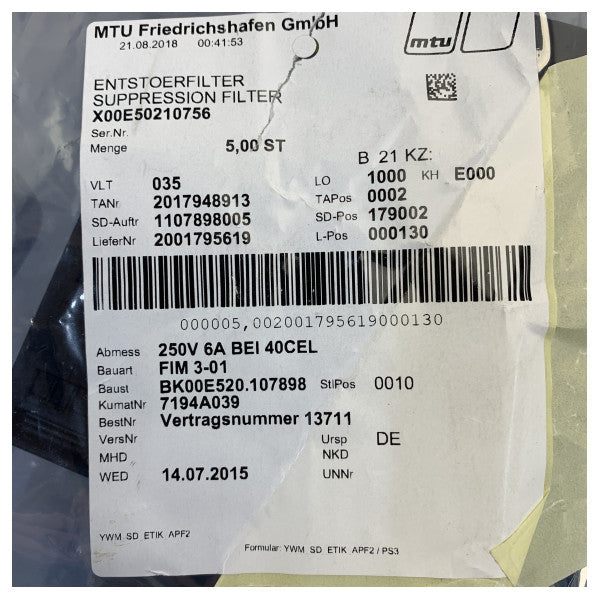 MTU Friedrichshafen GmbH
21.08.2018 00:41:53
mtu
ENTSTOERFILTER
SUPPRESSION FILTER
X00E50210756
Ser.Nr.
Menge 5,00 ST
B 21 KZ:
VLT 035 LO 1000 KH E000
TANr 2017948913 TAPos 0002
SD-Auftr 1107898005 SD-Pos 179002
LieferNr 2001795619 L-Pos 000130
000005,002001795619000130
Abmess 250V 6A BEI 40CEL
Bauart FIM 3-01
Baust BK00E520.107898 StlPos 0010
KumatNr 7194A039
BestNr Vertragsnummer 13711
VersNr Ursp DE
MHD NKD
WED 14.07.2015 UNNr
YWM SD ETIK APF2
Formular: YWM SD ETIK APF2 / PS3